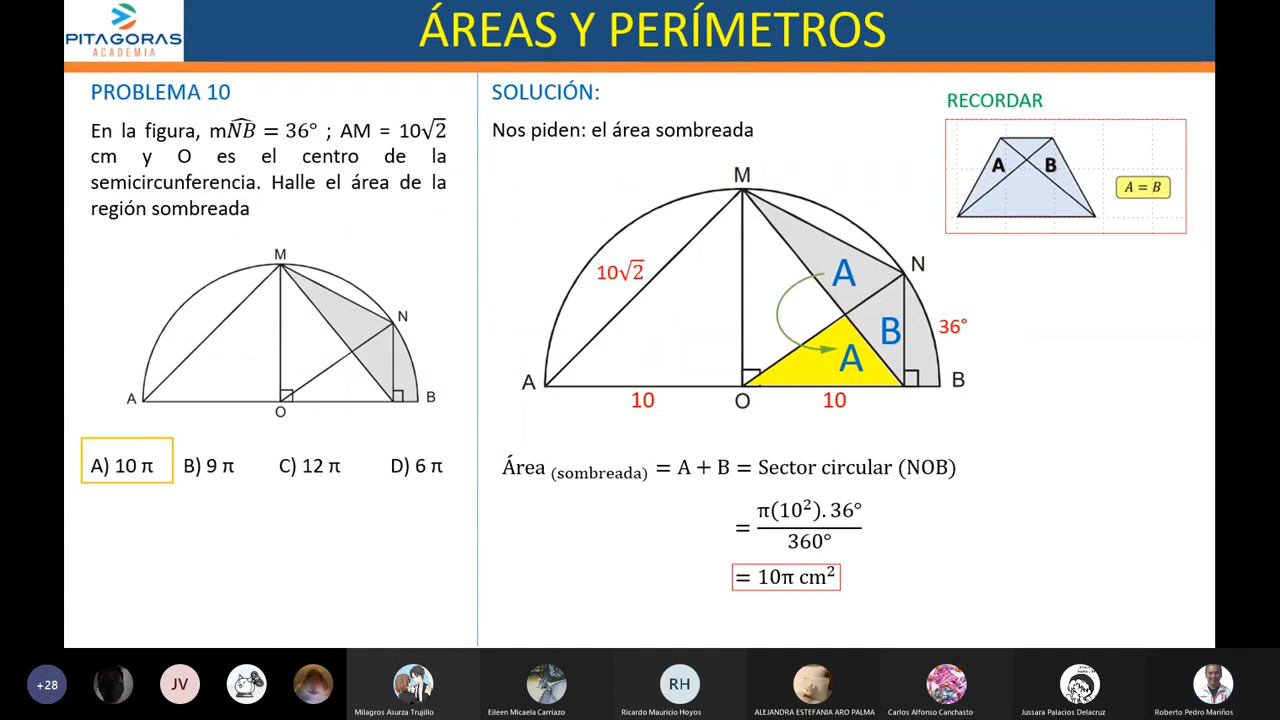 PITAGORAS
ACADEMIA
ÁREAS Y PERÍMETROS
PROBLEMA 10
En la figura, m𝑁𝐵̂ = 36° ; AM = 10√2
cm y O es el centro de la
semicircunferencia. Halle el área de la
región sombreada
M
N
A
O
B
A) 10 π B) 9 π C) 12 π D) 6 π
SOLUCIÓN:
Nos piden: el área sombreada
M
10√2
A
N
B
36°
A
A
B
10
O
10
Área (sombreada) = A + B = Sector circular (NOB)
= π(10²). 36°
360°
= 10π cm²
RECORDAR
A B
A = B
+28
JV
RH
Milagros Asurza Trujillo
Eileen Micaela Carriazo
Ricardo Mauricio Hoyos
ALEJANDRA ESTEFANIA ARO PALMA
Carlos Alfonso Canchasto
Jussara Palacios Delacruz
Roberto Pedro Mariños